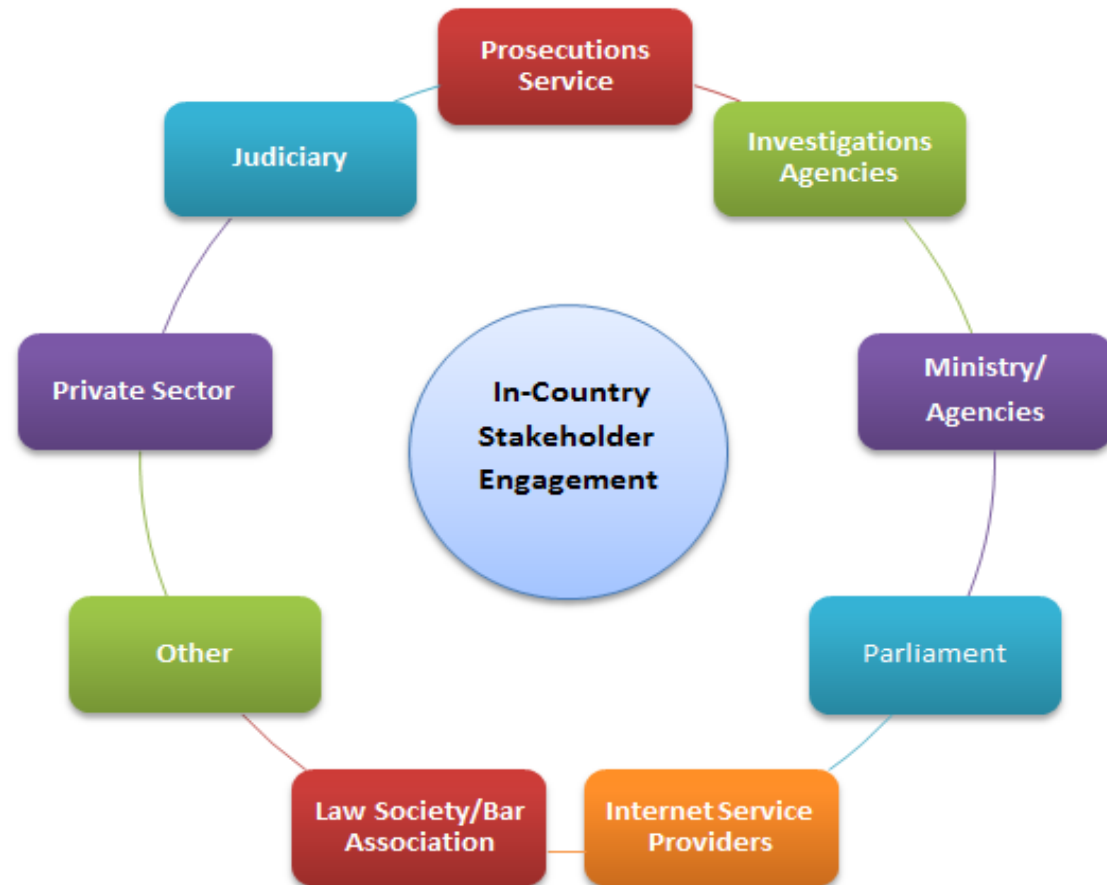 Prosecutions
Service
Investigations
Agencies
Ministry/
Agencies
Parliament
Internet Service
Providers
Law Society/Bar
Association
Other
Private Sector
Judiciary
In-Country
Stakeholder
Engagement